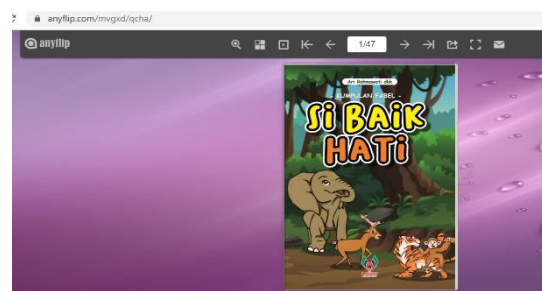 anyflip.com/mvgxd/qcha/
anyflip
1/47
Ari Rahmawati dkk
- KUMPULAN FABEL -
Si BAiK
HATi